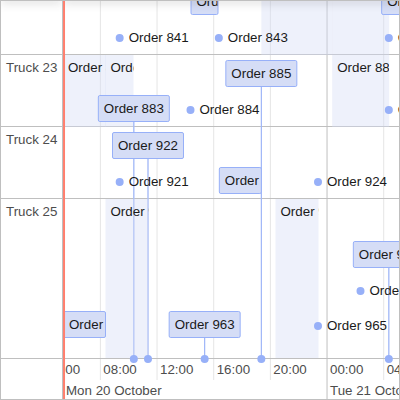 Order 841
Order 843
Truck 23
Order
Ord
Order 885
Order 88
Order 883
Order 884
Truck 24
Order 922
Order 921
Order
Order 924
Truck 25
Order
Order
Order 9
Orde
Order
Order 963
Order 965
00
08:00
12:00
16:00
20:00
00:00
04
Mon 20 October
Tue 21 Octo